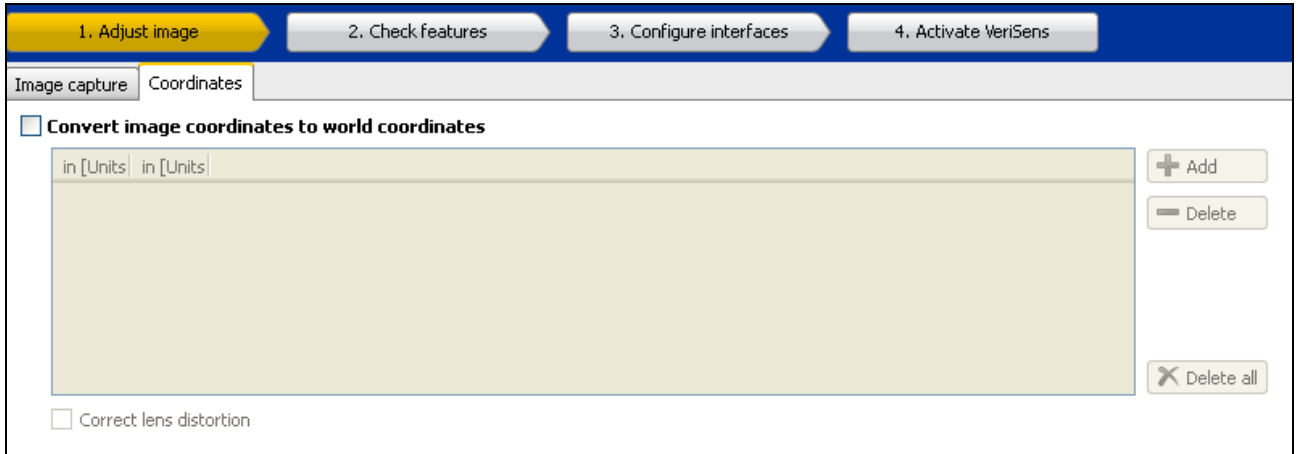 1. Adjust image 2. Check features 3. Configure interfaces 4. Activate VeriSens
Image capture Coordinates
Convert image coordinates to world coordinates
in [Units in [Units
Add
Delete
Delete all
Correct lens distortion